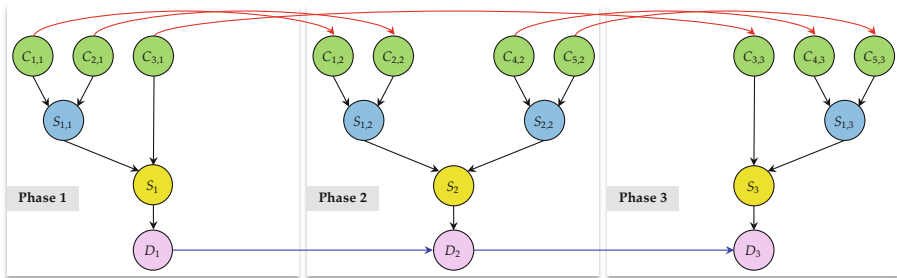 C1,1 C2,1 C3,1 C1,2 C2,2 C4,2 C5,2 C3,3 C4,3 C5,3
S1,1 S1,2 S2,2 S1,3
S1 S2 S3
Phase 1 Phase 2 Phase 3
D1 D2 D3